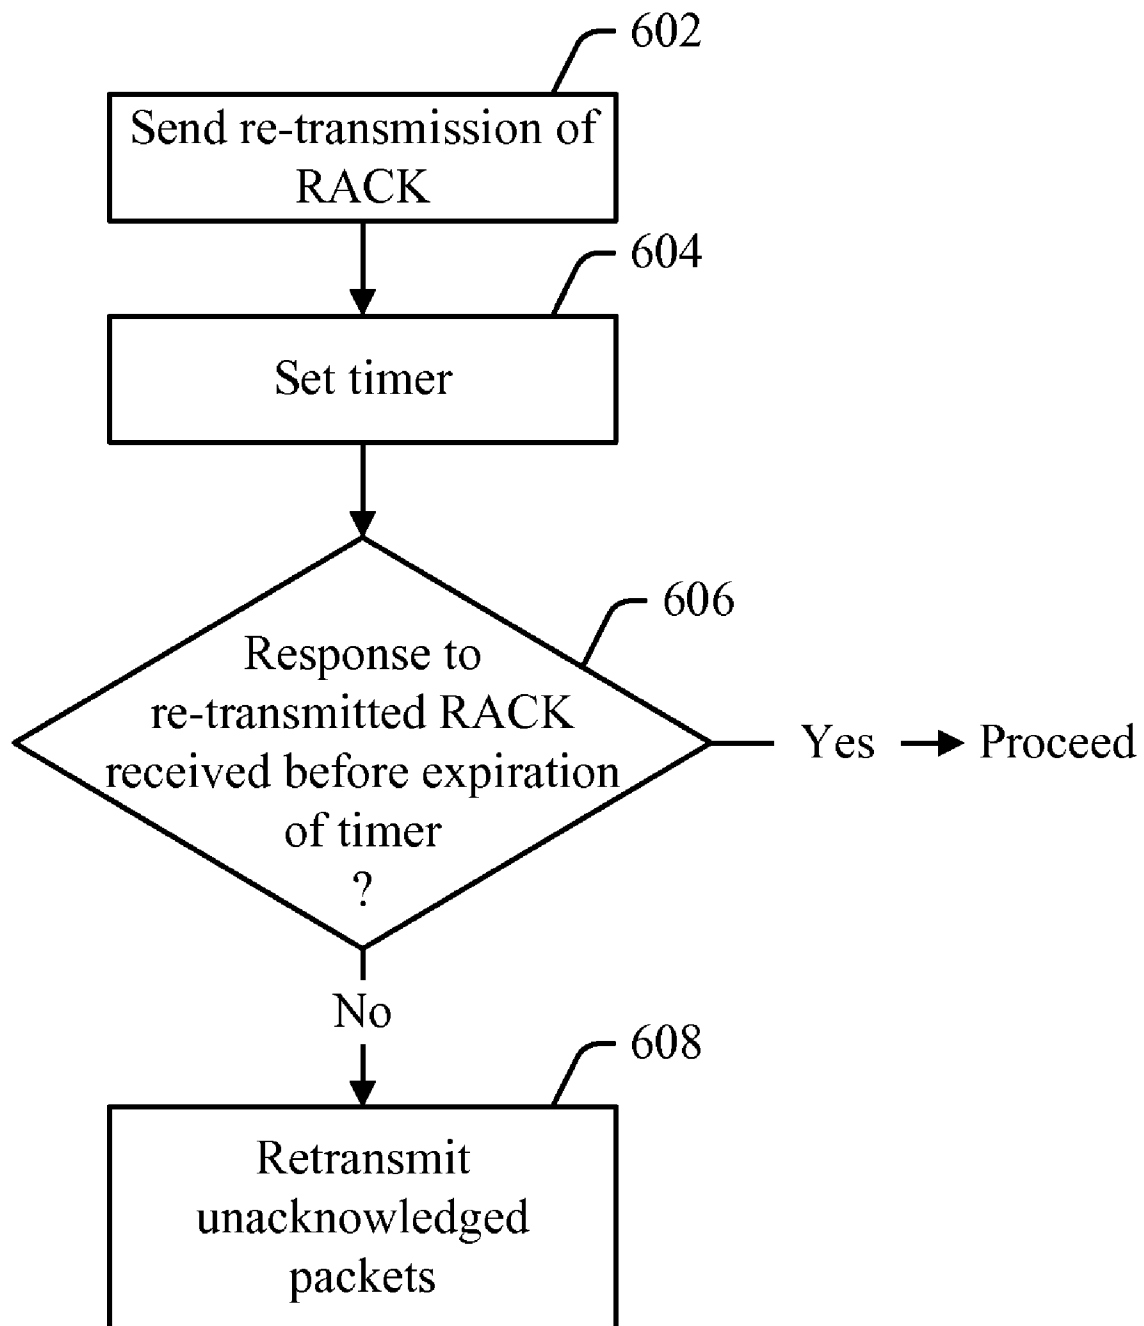 602
Send re-transmission of
RACK
604
Set timer
606
Response to
re-transmitted RACK
received before expiration
of timer
?
Yes
Proceed
No
608
Retransmit
unacknowledged
packets